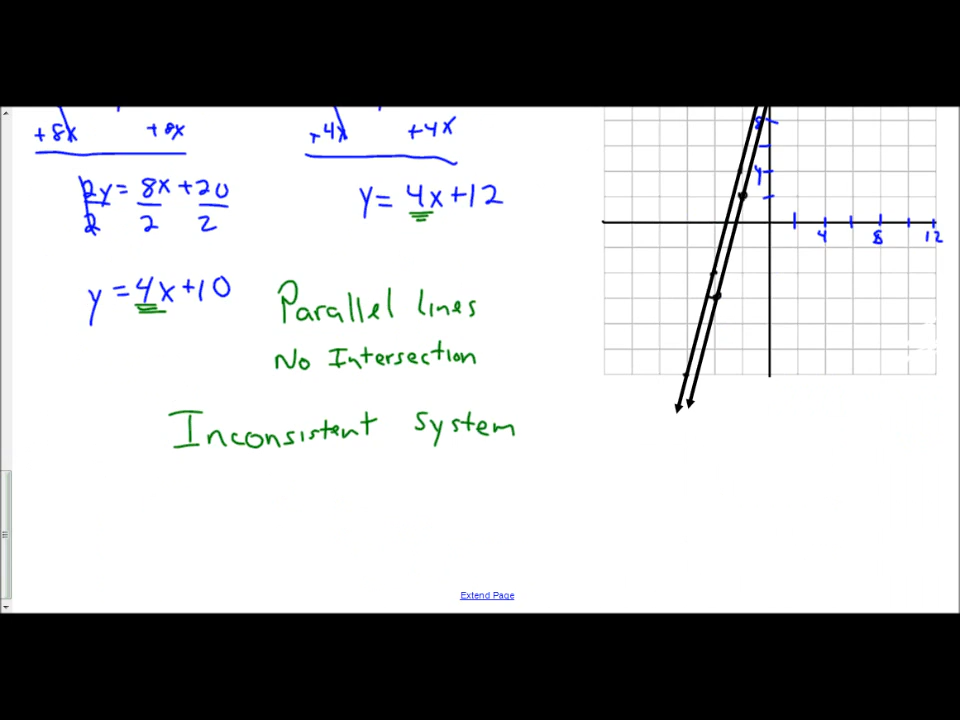 +8x +8x
+4x +4x
2y = 8x + 20
2 2 2
y = 4x + 12
y = 4x + 10
Parallel lines
No Intersection
Inconsistent System
8
4
4 8 12
Extend Page